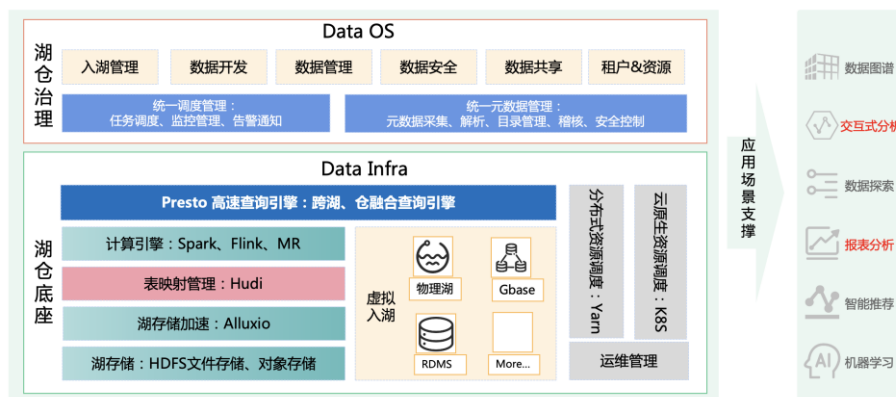 Data OS
湖仓治理
入湖管理
数据开发
数据管理
数据安全
数据共享
租户&资源
统一调度管理：
任务调度、监控管理、告警通知
统一元数据管理：
元数据采集、解析、目录管理、稽核、安全控制
Data Infra
湖仓底座
Presto 高速查询引擎：跨湖、仓融合查询引擎
计算引擎：Spark、Flink、MR
表映射管理：Hudi
湖存储加速：Alluxio
湖存储：HDFS文件存储、对象存储
虚拟
入湖
物理湖
Gbase
RDMS
More...
分布式资源调度：Yarn
云原生资源调度：K8S
运维管理
应用场景支撑
数据图谱
交互式分析
数据探索
报表分析
智能推荐
机器学习
AI